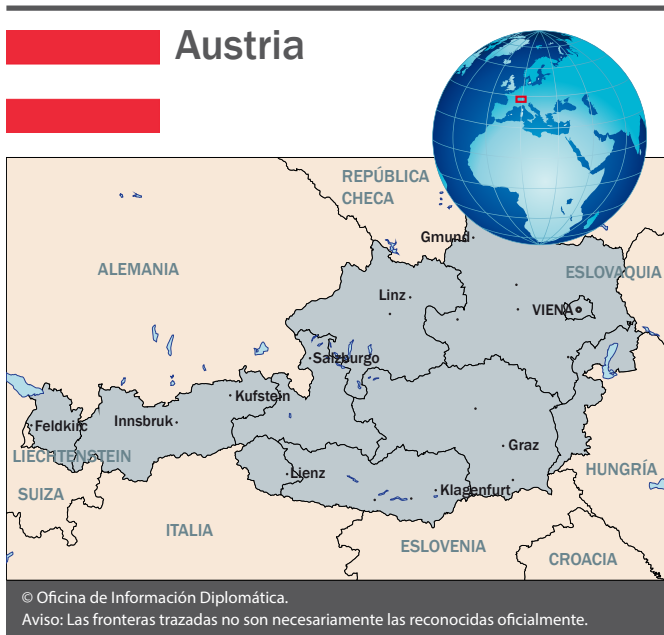 Austria
REPÚBLICA
CHECA
Gmund
ALEMANIA
ESLOVAQUIA
Linz
VIENA
Salzburgo
Kufstein
Feldkirc
Innsbruk
LIECHTENSTEIN
Graz
Lienz
HUNGRÍA
SUIZA
Klagenfurt
ITALIA
ESLOVENIA
CROACIA
© Oficina de Información Diplomática.
Aviso: Las fronteras trazadas no son necesariamente las reconocidas oficialmente.